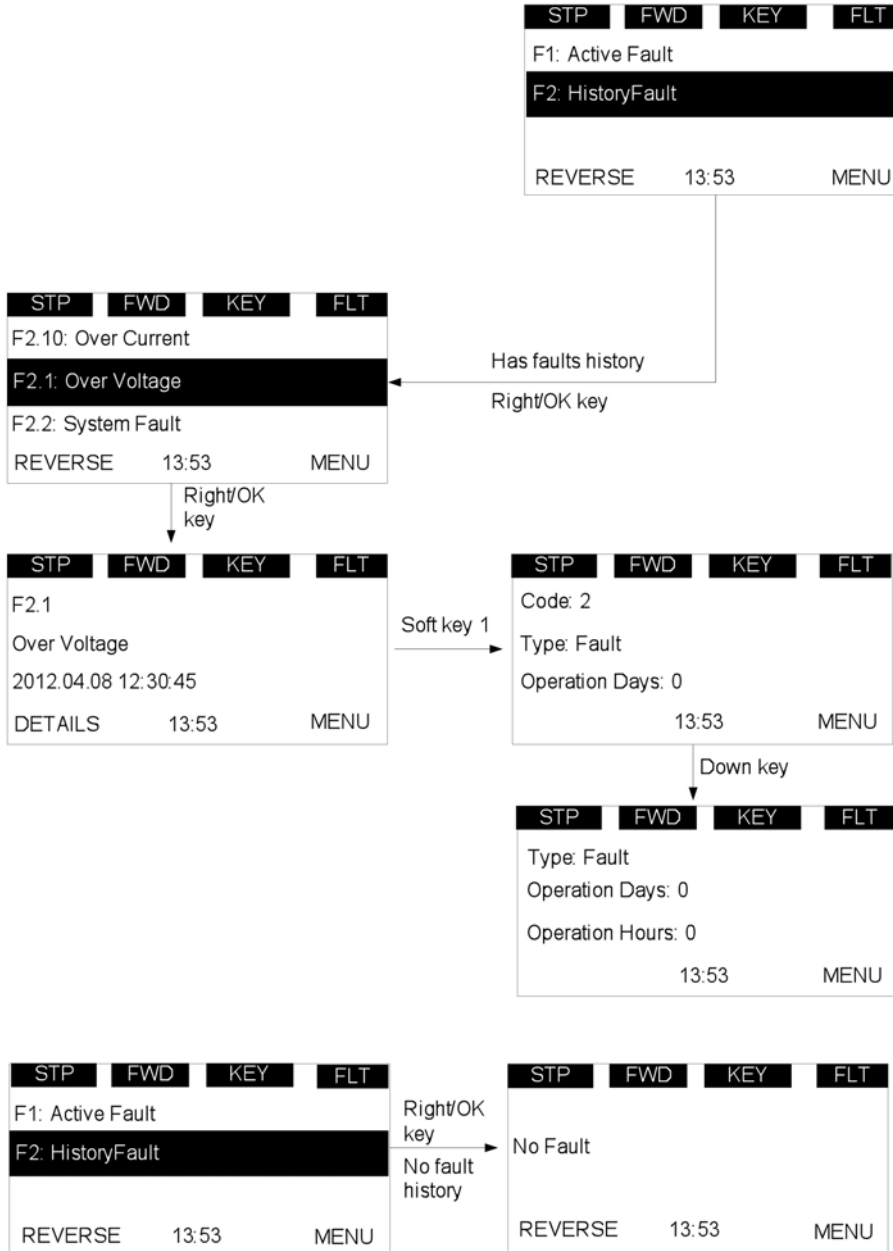 STP FWD KEY FLT
F1: Active Fault
F2: HistoryFault
REVERSE 13:53 MENU
STP FWD KEY FLT
F2.10: Over Current
F2.1: Over Voltage
F2.2: System Fault
REVERSE 13:53 MENU
Has faults history
Right/OK key
Right/OK
key
STP FWD KEY FLT
F2.1
Over Voltage
2012.04.08 12:30:45
DETAILS 13:53 MENU
Soft key 1
STP FWD KEY FLT
Code: 2
Type: Fault
Operation Days: 0
13:53 MENU
Down key
STP FWD KEY FLT
Type: Fault
Operation Days: 0
Operation Hours: 0
13:53 MENU
STP FWD KEY FLT
F1: Active Fault
F2: HistoryFault
REVERSE 13:53 MENU
Right/OK
key
No fault
history
STP FWD KEY FLT
No Fault
REVERSE 13:53 MENU